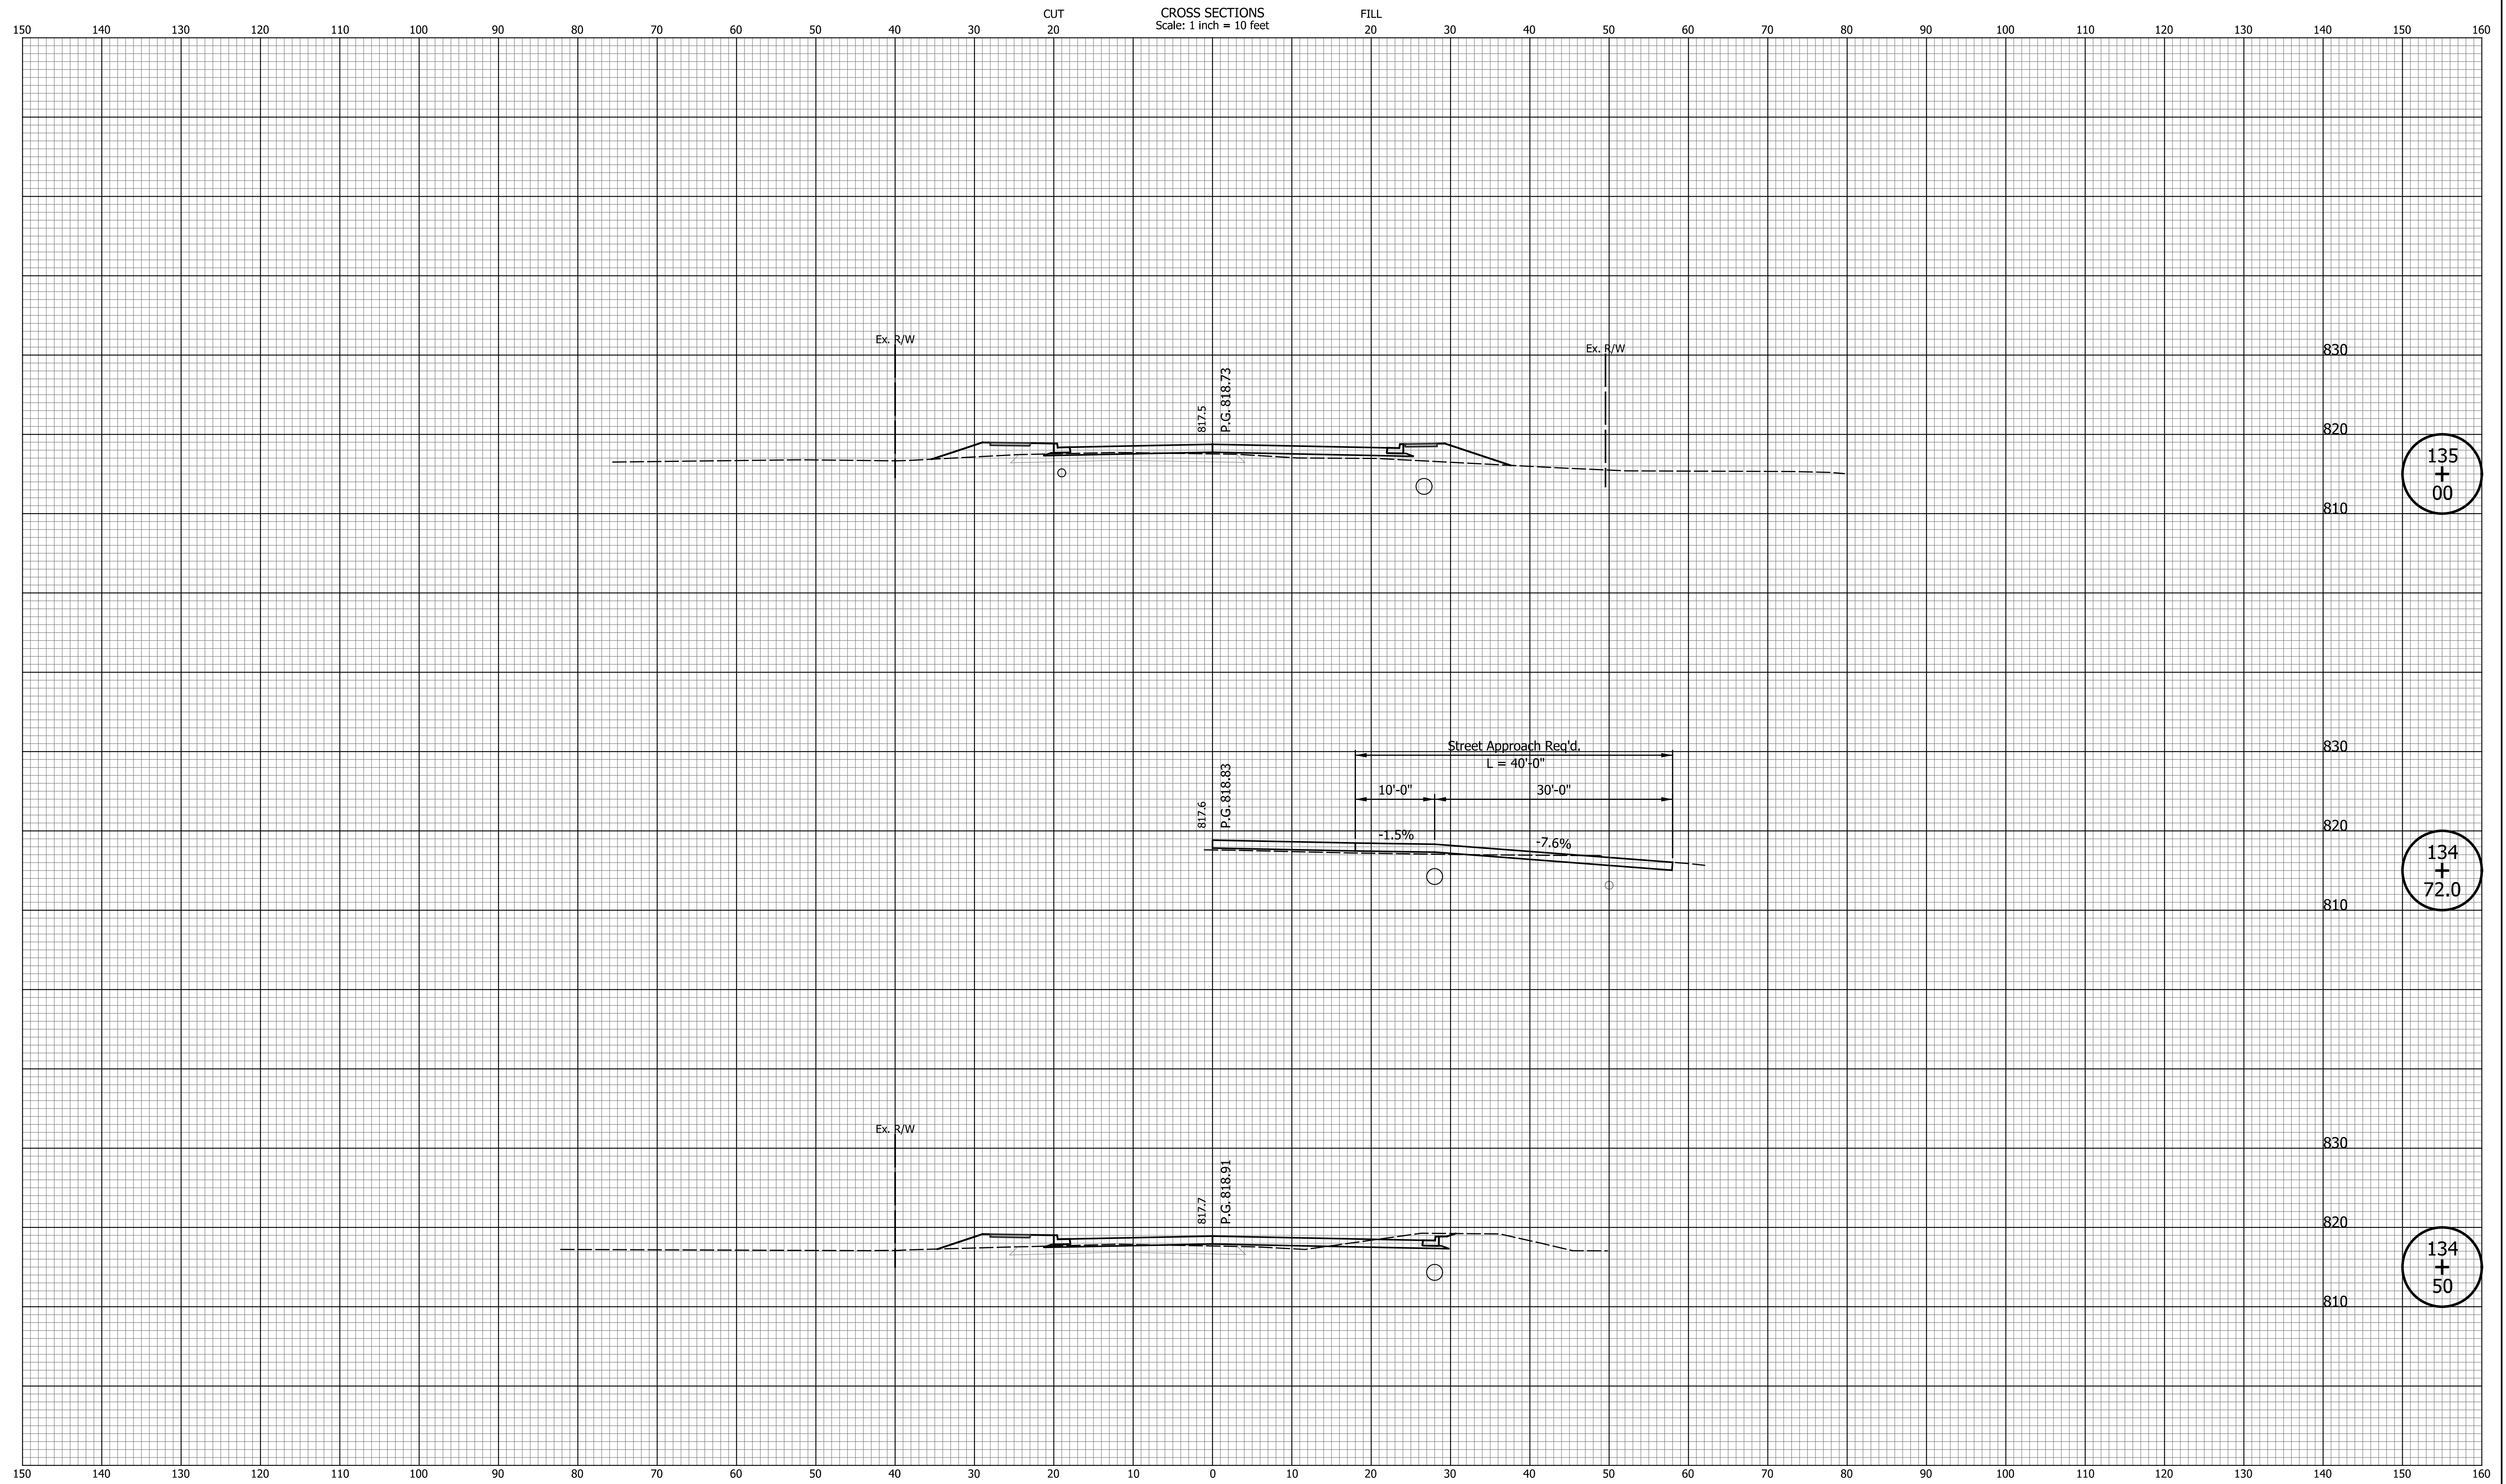 CUT CROSS SECTIONS FILL
Scale: 1 inch = 10 feet
150 140 130 120 110 100 90 80 70 60 50 40 30 20 20 30 40 50 60 70 80 90 100 110 120 130 140 150 160
Ex. R/W
Ex. R/W
830
817.5
P.G. 818.73
820
135
+
00
810
Street Approach Req'd.
L = 40'-0"
830
817.6
P.G. 818.83
10'-0" 30'-0"
-1.5%
-7.6%
820
134
+
72.0
810
Ex. R/W
830
817.7
P.G. 818.91
820
134
+
50
810
150 140 130 120 110 100 90 80 70 60 50 40 30 20 10 0 10 20 30 40 50 60 70 80 90 100 110 120 130 140 150 160